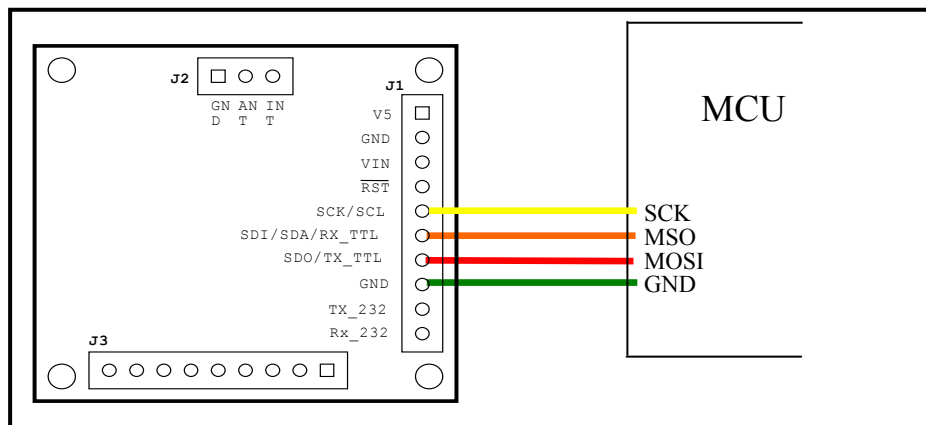 J2
GN AN IN
D T T
J1
V5
GND
VIN
RST
SCK/SCL
SDI/SDA/RX_TTL
SDO/TX_TTL
GND
TX_232
Rx_232
J3
MCU
SCK
MSO
MOSI
GND